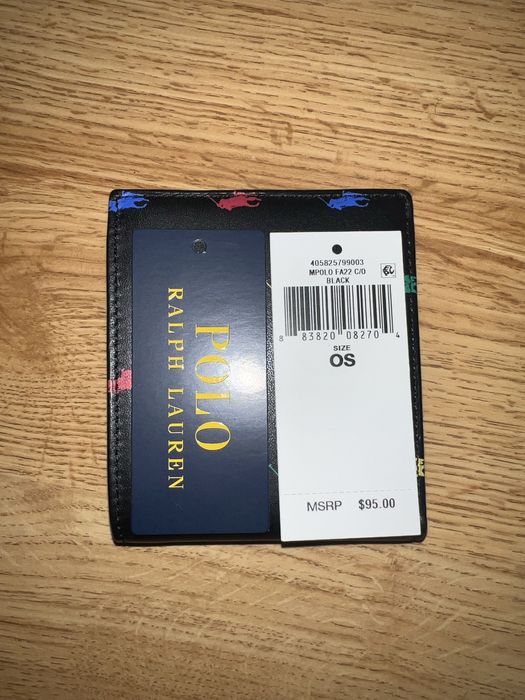 POLO
RALPH LAUREN
405825799003
MPOLO FA22 C/O
BLACK
8 83820 08270 4
SIZE
OS
MSRP $95.00